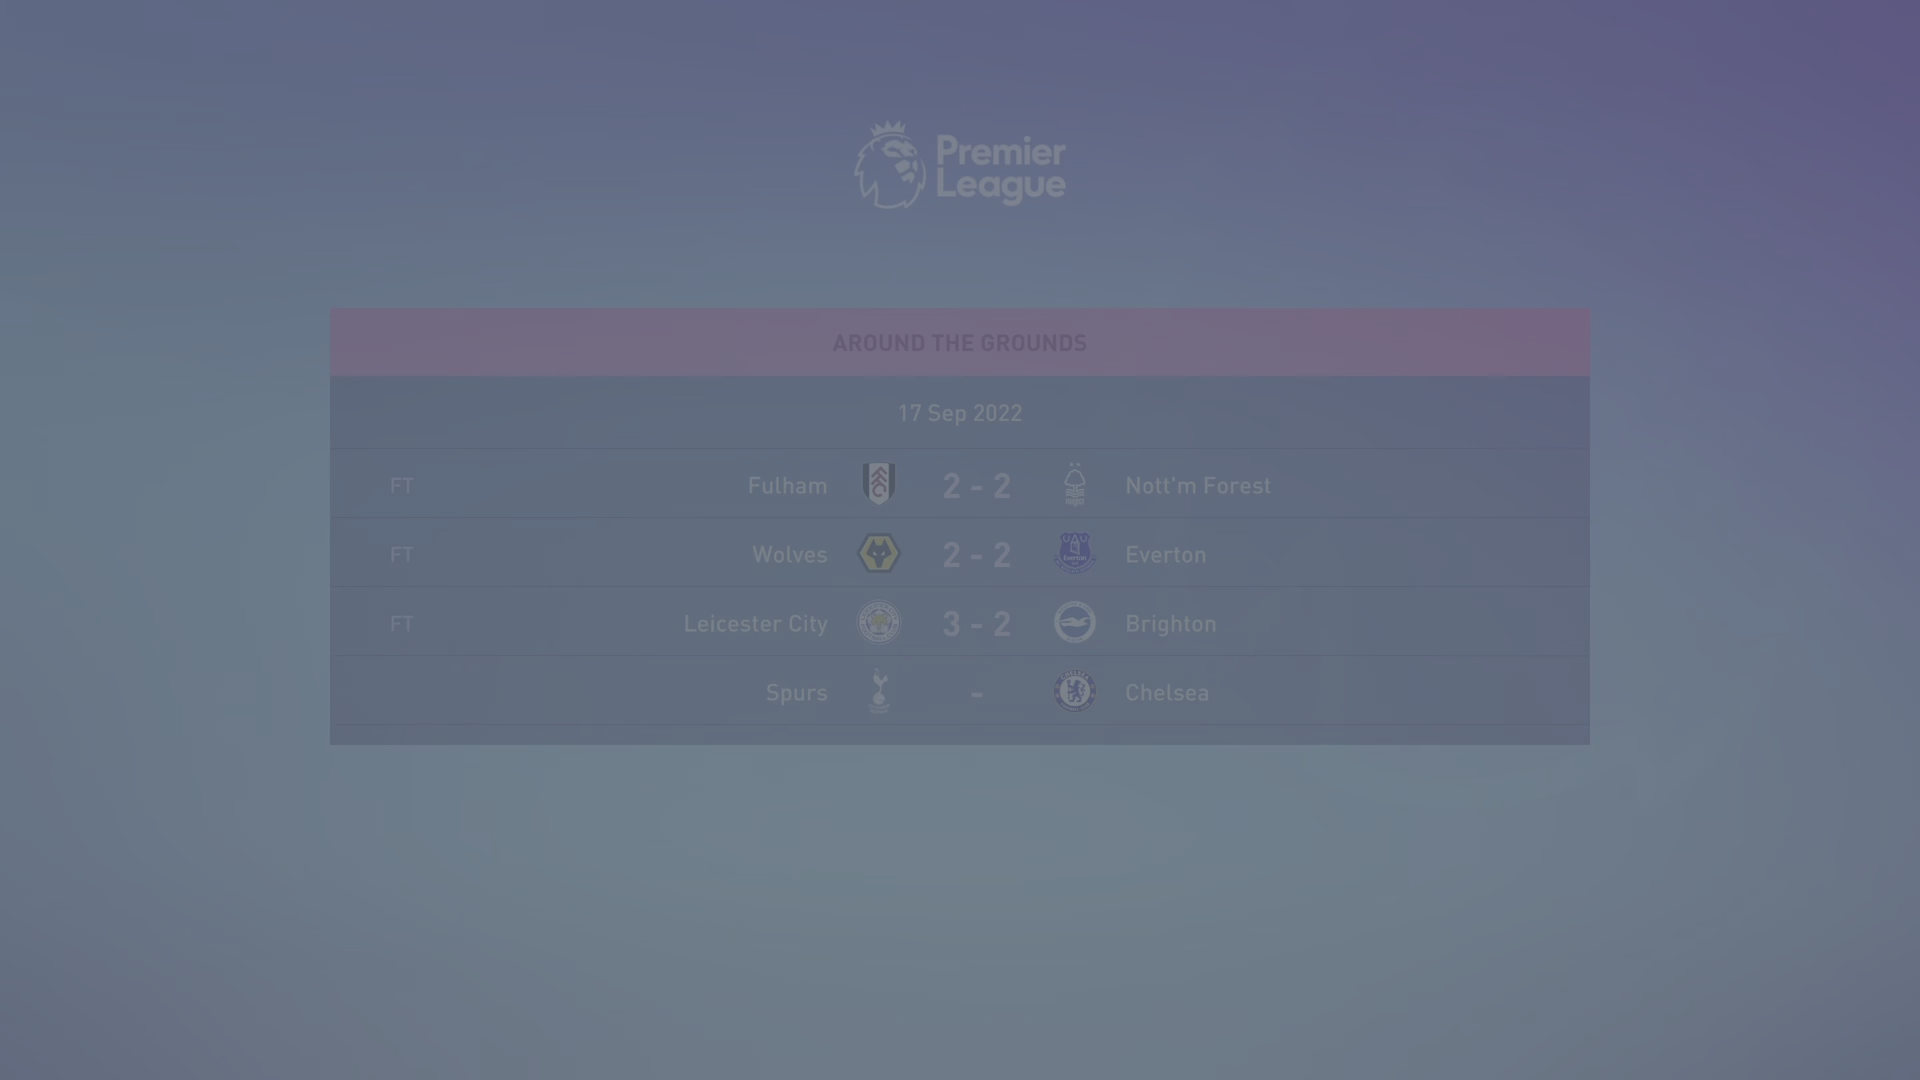 Premier
League
AROUND THE GROUNDS
17 Sep 2022
FT Fulham 2 - 2 Nott'm Forest
FT Wolves 2 - 2 Everton
FT Leicester City 3 - 2 Brighton
Spurs - Chelsea